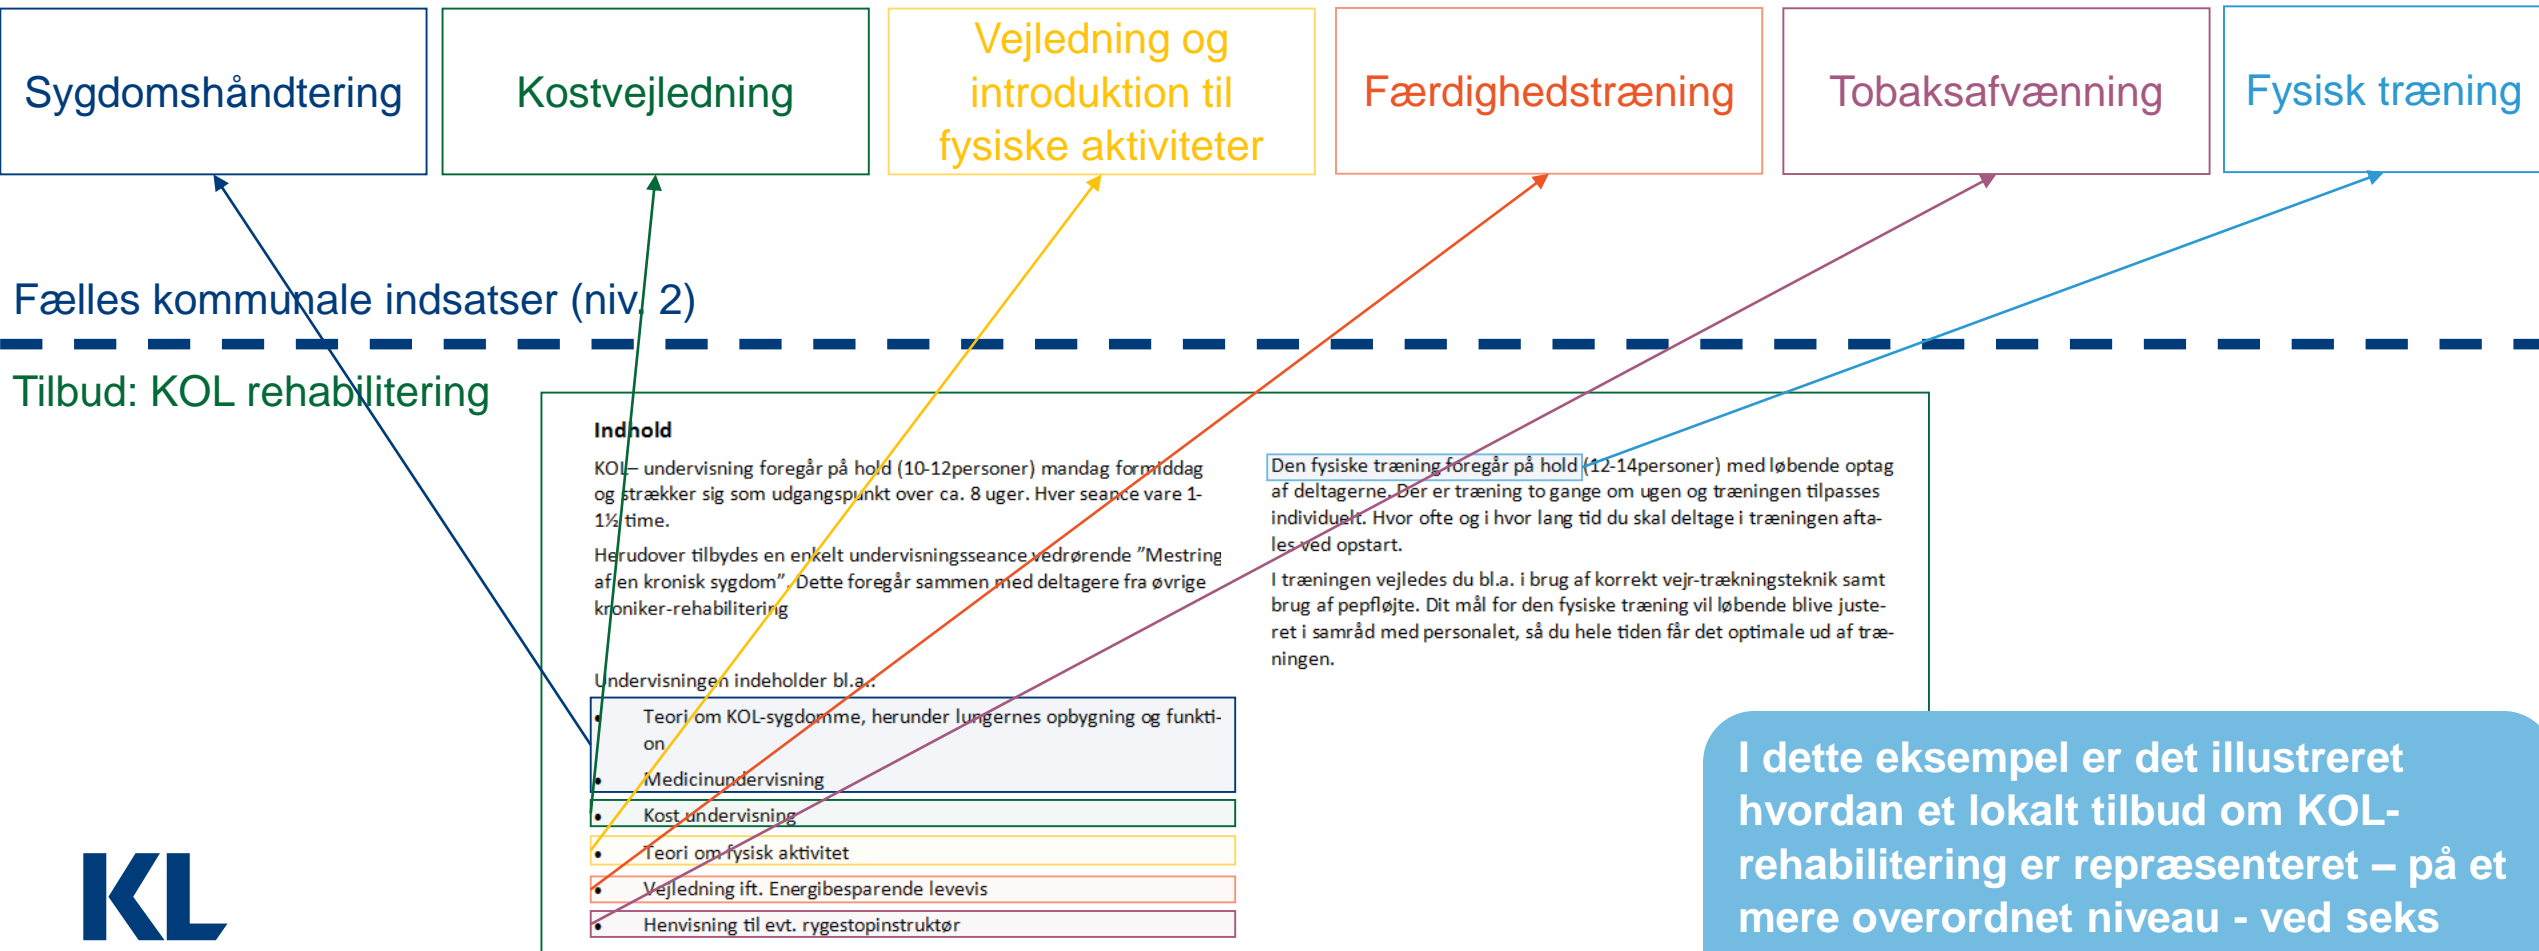 Sygdomshåndtering
Kostvejledning
Vejledning og
introduktion til
fysiske aktiviteter
Færdighedstræning
Tobaksafvænning
Fysisk træning
Fælles kommunale indsatser (niv. 2)
Tilbud: KOL rehabilitering
Indhold
KOL– undervisning foregår på hold (10-12personer) mandag formiddag
og strækker sig som udgangspunkt over ca. 8 uger. Hver seance vare 1-
1½ time.
Herudover tilbydes en enkelt undervisningsseance vedrørende ”Mestring
af en kronisk sygdom”. Dette foregår sammen med deltagere fra øvrige
kroniker-rehabilitering
Undervisningen indeholder bl.a.:
• Teori om KOL-sygdomme, herunder lungernes opbygning og funkti-
on
• Medicinundervisning
• Kost undervisning
• Teori om fysisk aktivitet
• Vejledning ift. Energibesparende levevis
• Henvisning til evt. rygestopinstruktør
Den fysiske træning foregår på hold (12-14personer) med løbende optag
af deltagerne. Der er træning to gange om ugen og træningen tilpasses
individuelt. Hvor ofte og i hvor lang tid du skal deltage i træningen afta-
les ved opstart.
I træningen vejledes du bl.a. i brug af korrekt vejr-trækningsteknik samt
brug af pepfløjte. Dit mål for den fysiske træning vil løbende blive juste-
ret i samråd med personalet, så du hele tiden får det optimale ud af træ-
ningen.
I dette eksempel er det illustreret
hvordan et lokalt tilbud om KOL-
rehabilitering er repræsenteret – på et
mere overordnet niveau - ved seks
KL